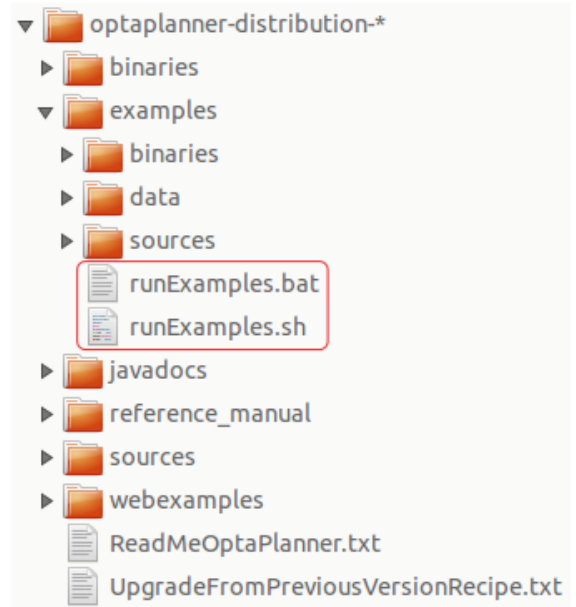 optaplanner-distribution-*
binaries
examples
binaries
data
sources
runExamples.bat
runExamples.sh
javadocs
reference_manual
sources
webexamples
ReadMeOptaPlanner.txt
UpgradeFromPreviousVersionRecipe.txt